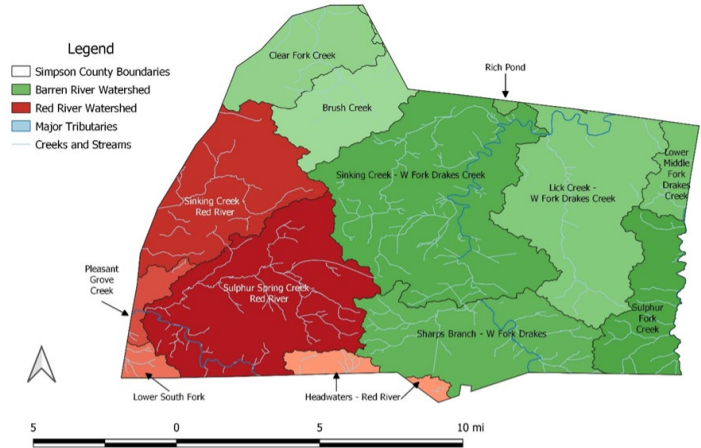 Legend
Simpson County Boundaries
Barren River Watershed
Red River Watershed
Major Tributaries
Creeks and Streams
Clear Fork Creek
Brush Creek
Rich Pond
Sinking Creek - W Fork Drakes Creek
Lick Creek -
W Fork Drakes Creek
Lower
Middle
Fork
Drakes
Creek
Sinking Creek -
Red River
Pleasant
Grove
Creek
Sulphur Spring Creek -
Red River
Sharps Branch - W Fork Drakes
Sulphur
Fork
Creek
Lower South Fork
Headwaters - Red River
5 0 5 10 mi